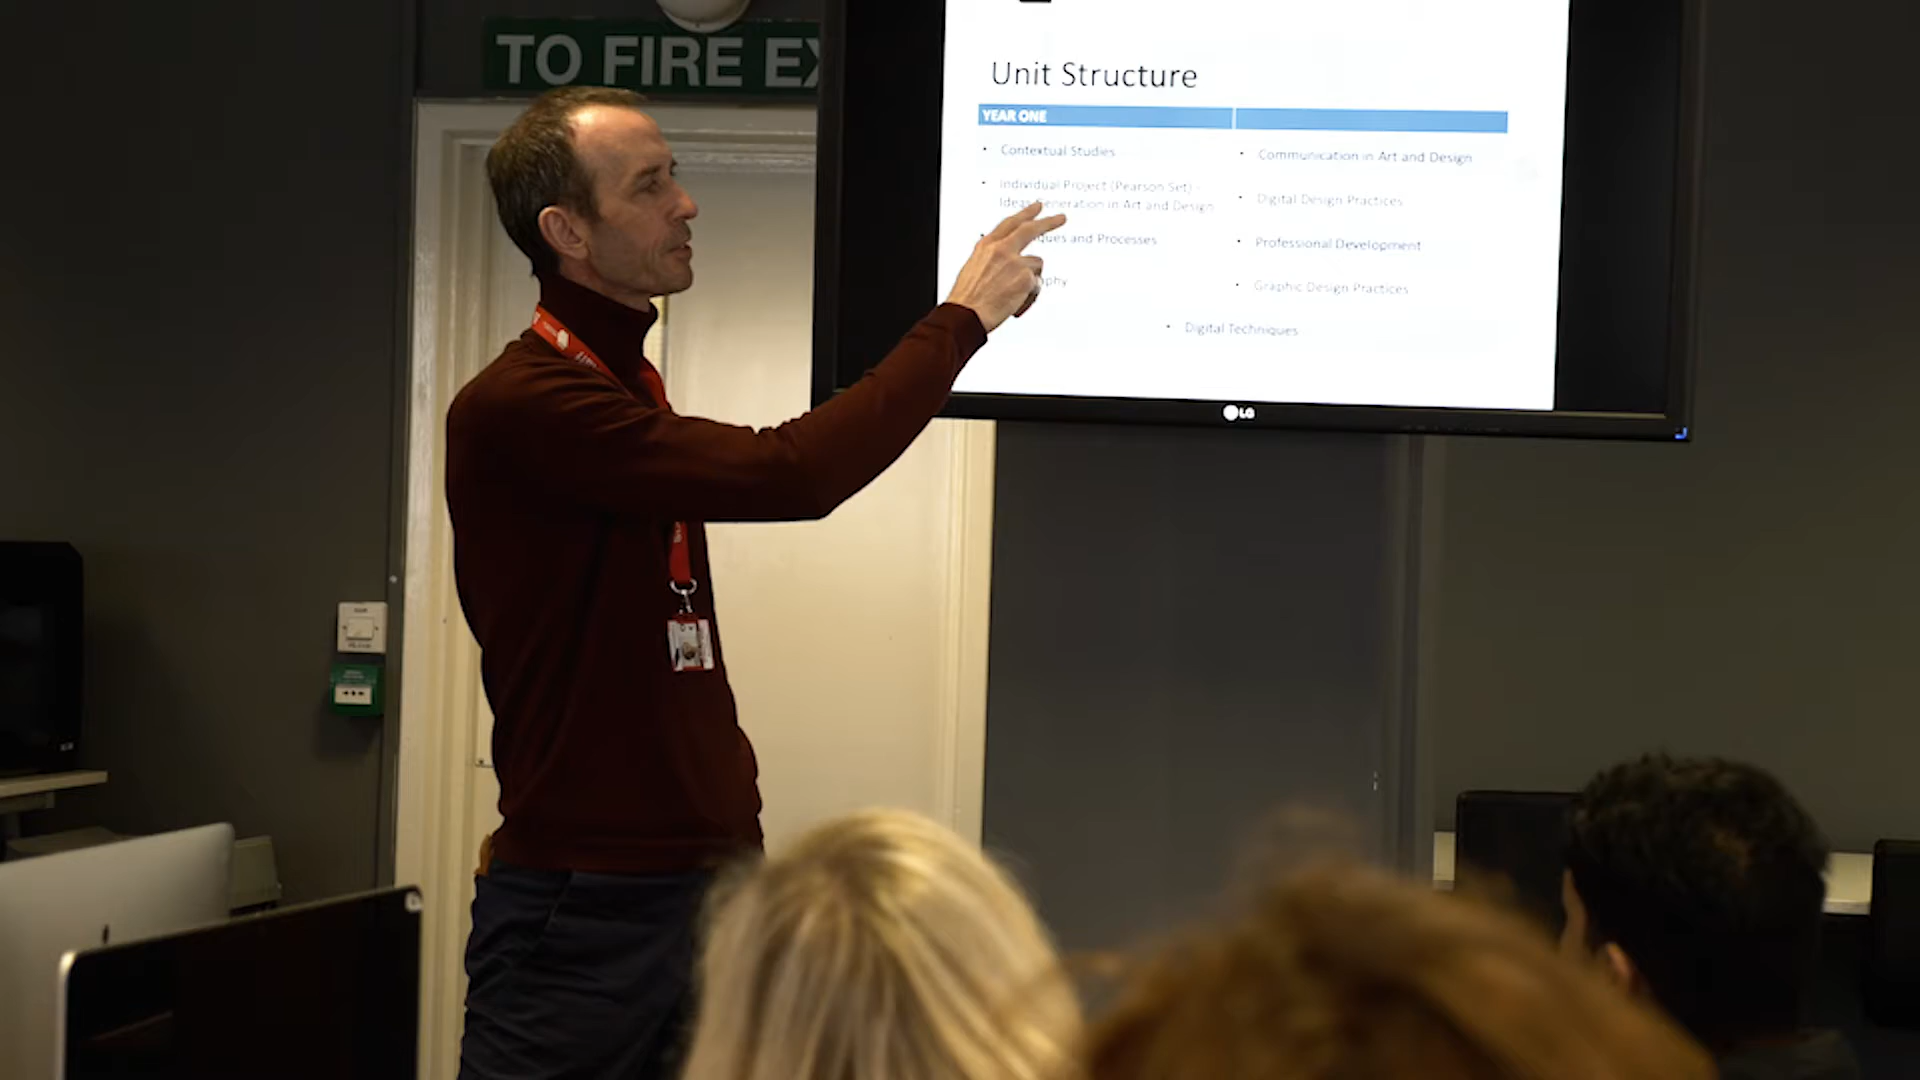 TO FIRE EX
Unit Structure
YEAR ONE
Contextual Studies
Individual Project (Pearson Set) -
Ideas Generation in Art and Design
ques and Processes
phy
Communication in Art and Design
Digital Design Practices
Professional Development
Graphic Design Practices
Digital Techniques
LG